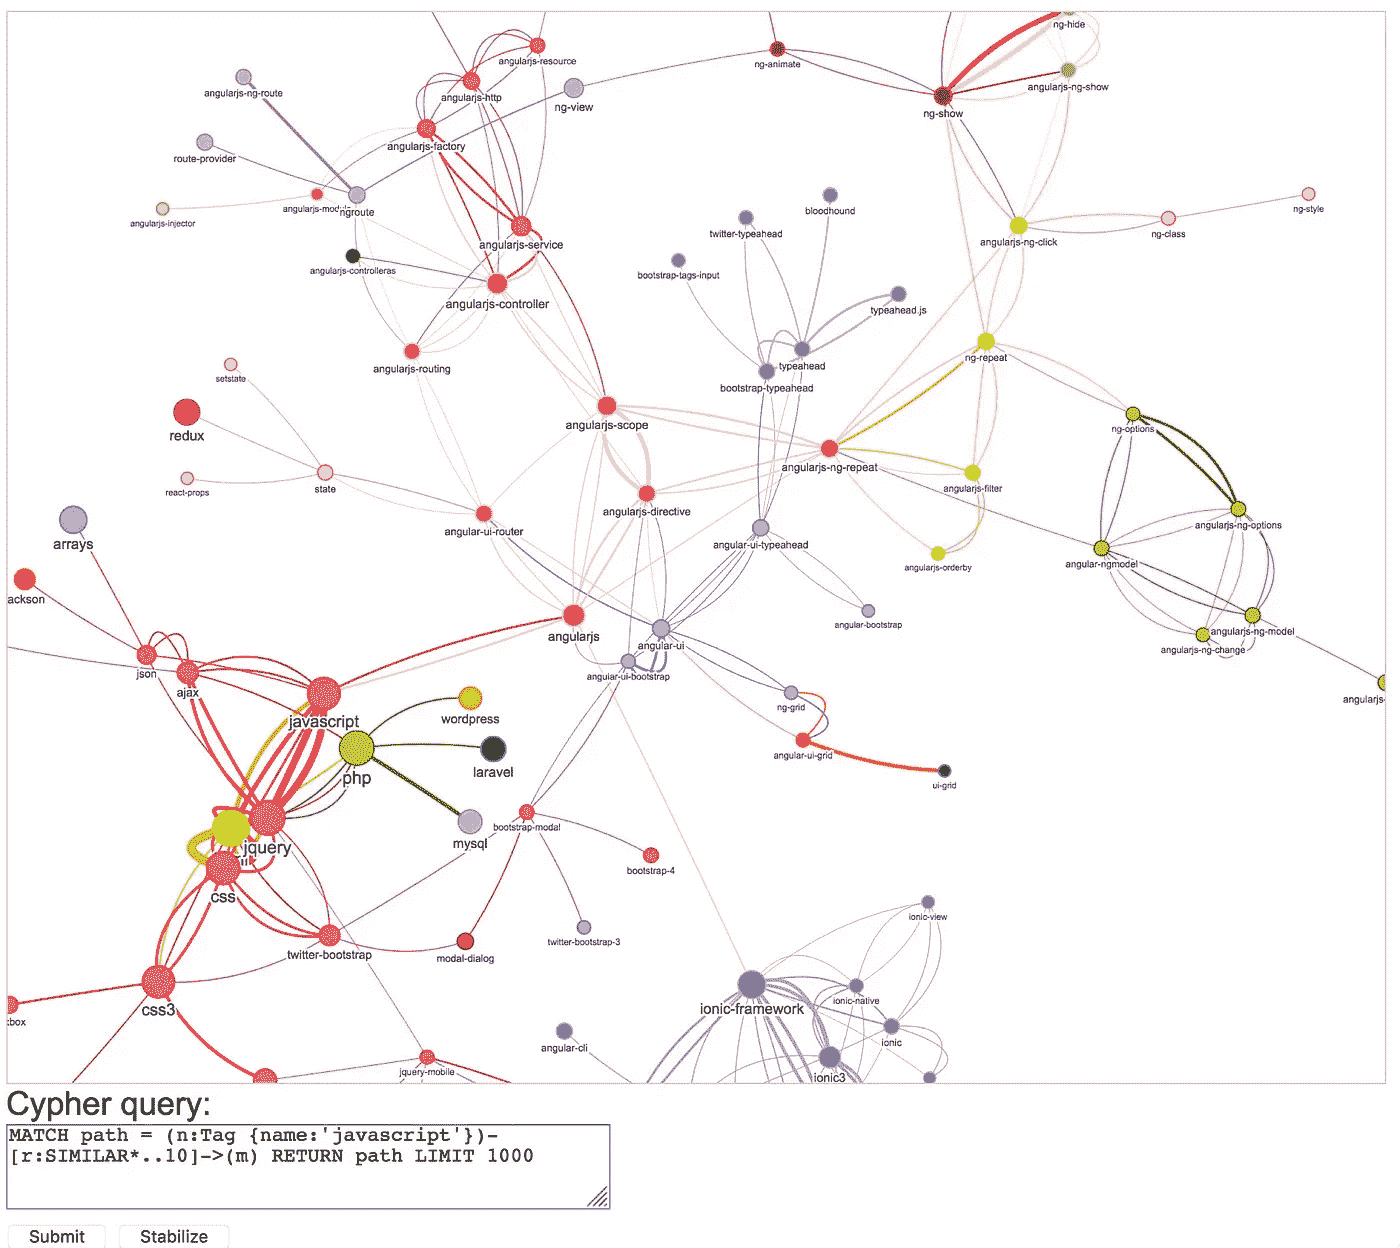 ng-hide
angularjs-resource
ng-animate
angularjs-ng-route
angularjs-http
ng-view
angularjs-ng-show
ng-show
angularjs-factory
route-provider
angularjs-module
ngroute
angularjs-injector
bloodhound
ng-style
twitter-typeahead
ng-class
angularjs-service
angularjs-ng-click
angularjs-controlleras
bootstrap-tags-input
angularjs-controller
typeahead.js
ng-repeat
angularjs-routing
typeahead
setstate
bootstrap-typeahead
angularjs-scope
ng-options
redux
angularjs-ng-repeat
react-props
state
angularjs-filter
angularjs-directive
angularjs-ng-options
angular-ui-router
arrays
angular-ui-typeahead
angular-ngmodel
angularjs-orderby
ackson
angular-bootstrap
angularjs
angularjs-ng-model
angular-ui
angularjs-ng-change
json
angular-ui-bootstrap
ajax
angularjs-
ng-grid
javascript
wordpress
angular-ui-grid
php
laravel
ui-grid
bootstrap-modal
mysql
jquery
bootstrap-4
css
ionic-view
twitter-bootstrap-3
twitter-bootstrap
modal-dialog
ionic-native
css3
ionic-framework
box
ionic
angular-cli
jquery-mobile
ionic3
Cypher query:
MATCH path = (n:Tag {name:'javascript'})-
[r:SIMILAR*..10]->(m) RETURN path LIMIT 1000
Submit Stabilize